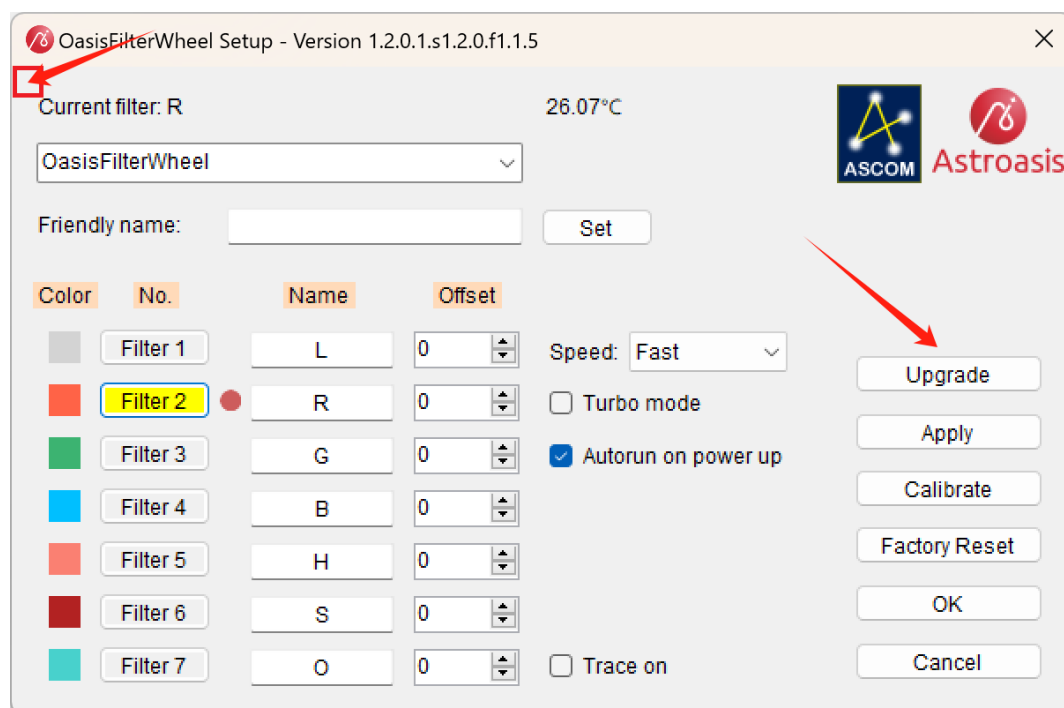 OasisFilterWheel Setup - Version 1.2.0.1.s1.2.0.f1.1.5
Current filter: R
26.07°C
ASCOM
Astroasis
OasisFilterWheel
Friendly name:
Set
Color No. Name Offset
Filter 1 L 0
Speed: Fast
Upgrade
Filter 2 R 0
Turbo mode
Apply
Filter 3 G 0
Autorun on power up
Calibrate
Filter 4 B 0
Filter 5 H 0
Factory Reset
Filter 6 S 0
OK
Filter 7 O 0
Trace on
Cancel